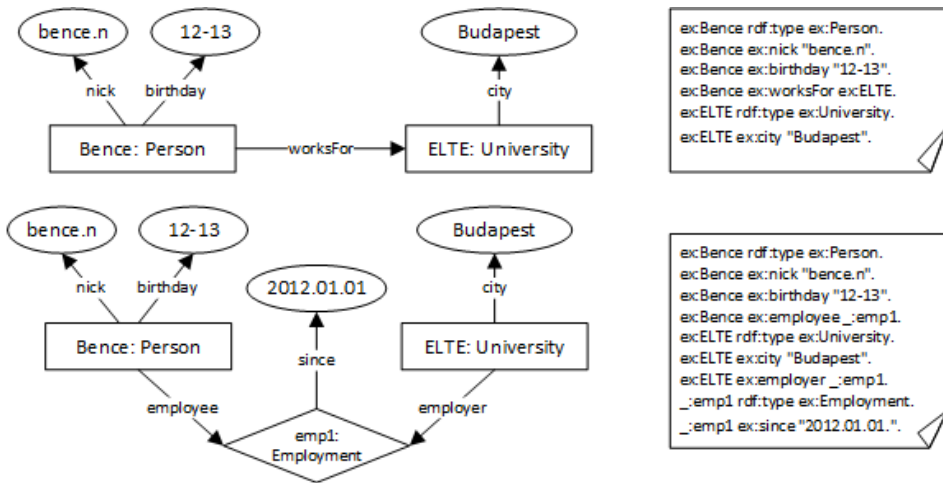 bence.n 12-13 Budapest
nick birthday city
Bence: Person worksFor ELTE: University
ex:Bence rdf:type ex:Person.
ex:Bence ex:nick "bence.n".
ex:Bence ex:birthday "12-13".
ex:Bence ex:worksFor ex:ELTE.
ex:ELTE rdf:type ex:University.
ex:ELTE ex:city "Budapest".
bence.n 12-13 Budapest
nick birthday 2012.01.01 city
Bence: Person since ELTE: University
employee employer
emp1:
Employment
ex:Bence rdf:type ex:Person.
ex:Bence ex:nick "bence.n".
ex:Bence ex:birthday "12-13".
ex:Bence ex:employee _:emp1.
ex:ELTE rdf:type ex:University.
ex:ELTE ex:city "Budapest".
ex:ELTE ex:employer _:emp1.
_:emp1 rdf:type ex:Employment.
_:emp1 ex:since "2012.01.01.".